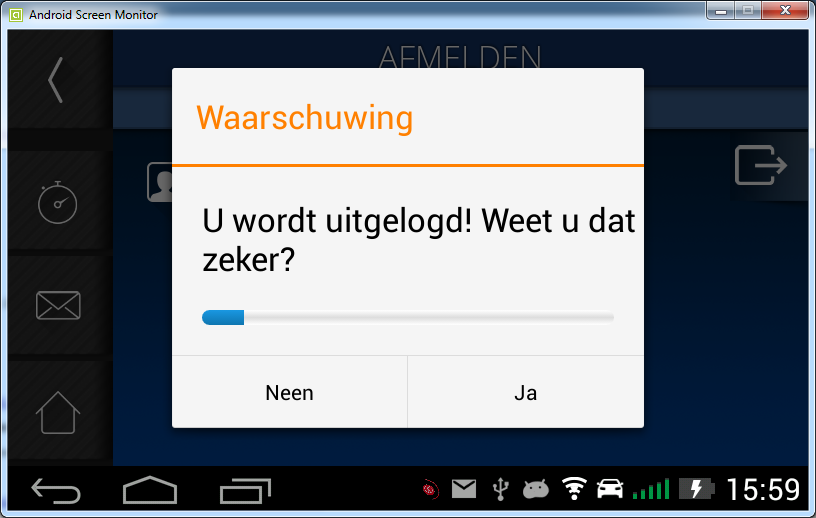 Android Screen Monitor
AFMELDEN
Waarschuwing
U wordt uitgelogd! Weet u dat
zeker?
Neen
Ja
15:59